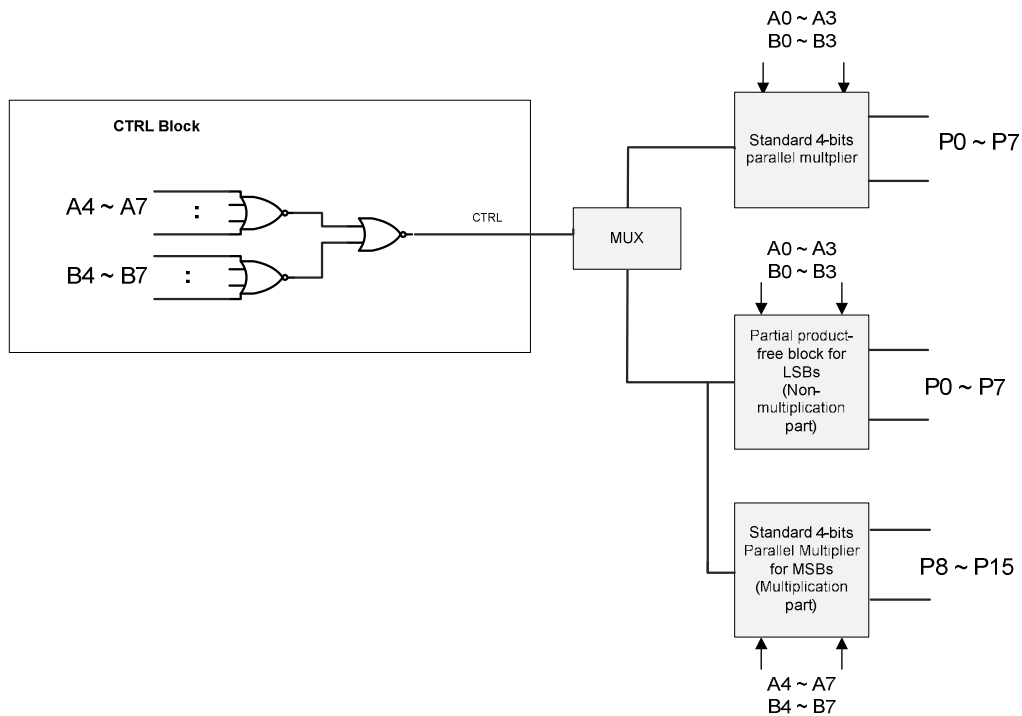 A0 ~ A3
B0 ~ B3
CTRL Block
Standard 4-bits
parallel multplier
P0 ~ P7
A4 ~ A7
:
CTRL
MUX
B4 ~ B7
:
A0 ~ A3
B0 ~ B3
Partial product-
free block for
LSBs
(Non-
multiplication
part)
P0 ~ P7
Standard 4-bits
Parallel Multiplier
for MSBs
(Multiplication
part)
P8 ~ P15
A4 ~ A7
B4 ~ B7